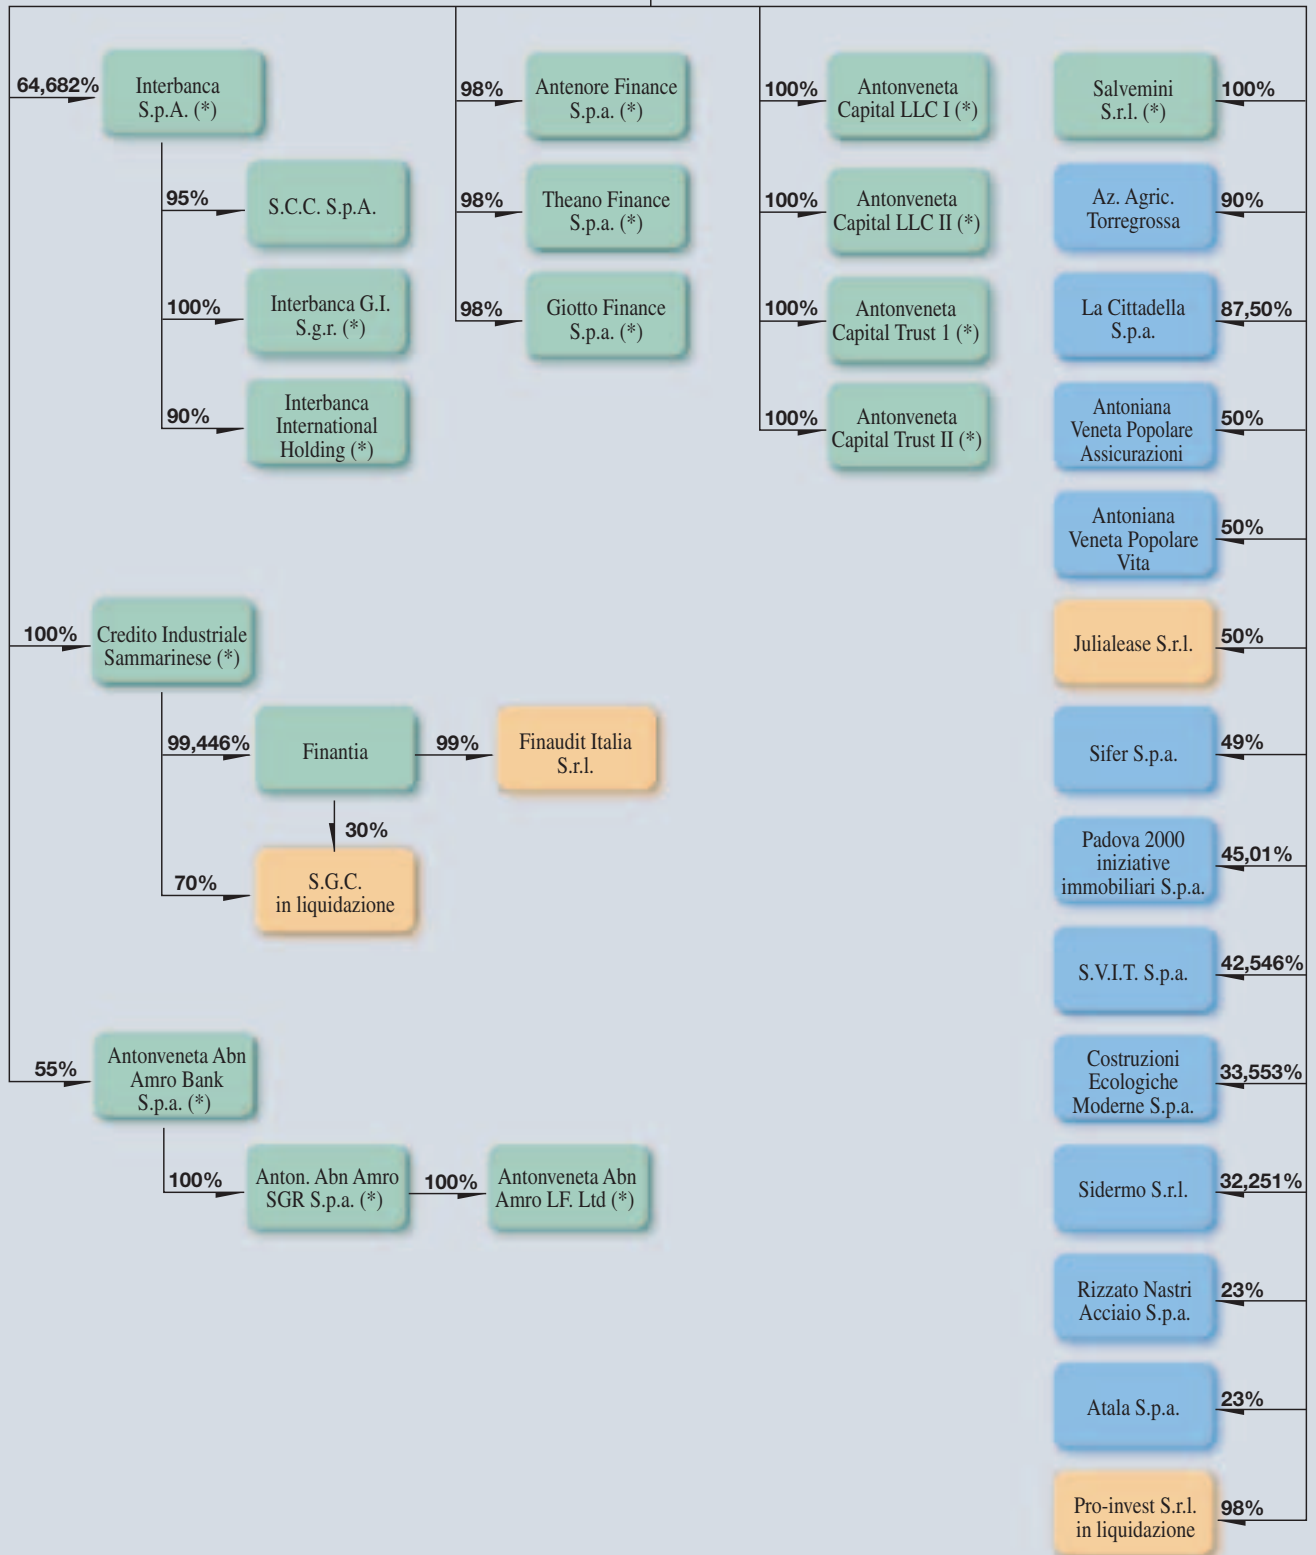 64,682%
Interbanca
S.p.A. (*)
95%
S.C.C. S.p.A.
100%
Interbanca G.I.
S.g.r. (*)
90%
Interbanca
International
Holding (*)
98%
Antenore Finance
S.p.a. (*)
98%
Theano Finance
S.p.a. (*)
98%
Giotto Finance
S.p.a. (*)
100%
Antonveneta
Capital LLC I (*)
100%
Antonveneta
Capital LLC II (*)
100%
Antonveneta
Capital Trust 1 (*)
100%
Antonveneta
Capital Trust II (*)
Salvemini
S.r.l. (*)
100%
Az. Agric.
Torregrossa
90%
La Cittadella
S.p.a.
87,50%
Antoniana
Veneta Popolare
Assicurazioni
50%
Antoniana
Veneta Popolare
Vita
50%
Julialease S.r.l.
50%
Sifer S.p.a.
49%
Padova 2000
iniziative
immobiliari S.p.a.
45,01%
S.V.I.T. S.p.a.
42,546%
Costruzioni
Ecologiche
Moderne S.p.a.
33,553%
Sidermo S.r.l.
32,251%
Rizzato Nastri
Acciaio S.p.a.
23%
Atala S.p.a.
23%
Pro-invest S.r.l.
in liquidazione
98%
100%
Credito Industriale
Sammarinese (*)
99,446%
Finantia
99%
Finaudit Italia
S.r.l.
30%
70%
S.G.C.
in liquidazione
55%
Antonveneta Abn
Amro Bank
S.p.a. (*)
100%
Anton. Abn Amro
SGR S.p.a. (*)
100%
Antonveneta Abn
Amro LF. Ltd (*)